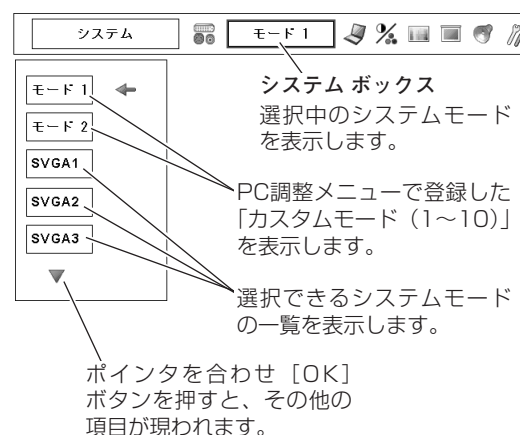 システム
モード 1
システム ボックス
選択中のシステムモード
を表示します。
モード 1
モード 2
SVGA1
SVGA2
SVGA3
PC調整メニューで登録した
「カスタムモード（1〜10）」
を表示します。
選択できるシステムモード
の一覧を表示します。
ポインタを合わせ［OK］
ボタンを押すと、その他の
項目が現われます。